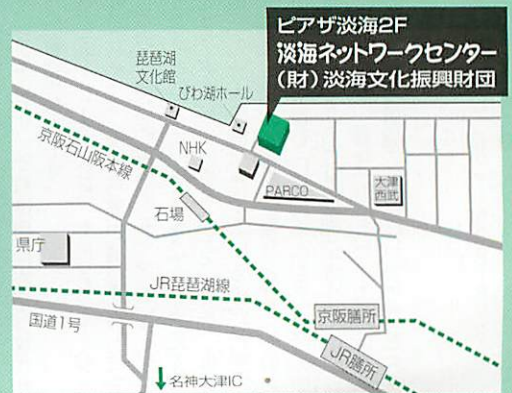 ピアザ淡海2F
淡海ネットワークセンター
(財)淡海文化振興財団
琵琶湖
文化館
びわ湖ホール
NHK
京阪石山阪本線
PARCO
大津
西武
石場
県庁
JR琵琶湖線
国道1号
京阪膳所
JR膳所
名神大津IC